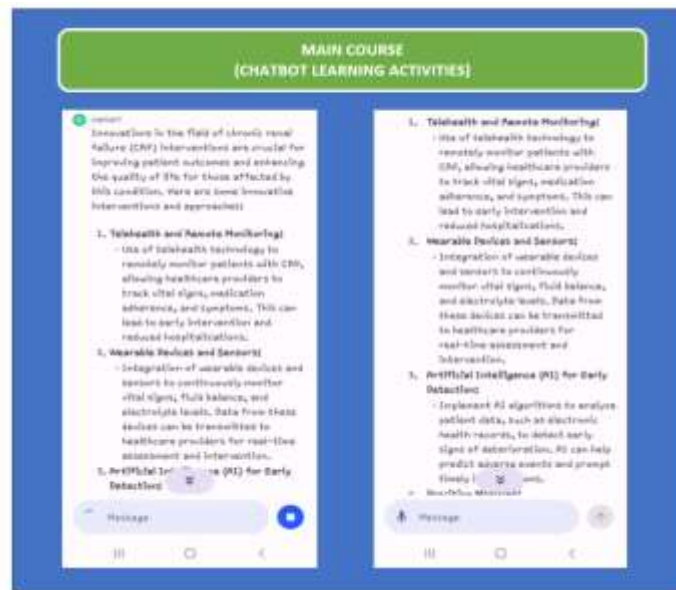 MAIN COURSE
(CHATBOT LEARNING ACTIVITIES)
Innovations in the field of chronic renal
failure (CRF) interventions are crucial for
improving patient outcomes and enhancing
the quality of life for those affected by
this condition. Here are some innovative
interventions and approaches:
1. Telehealth and Remote Monitoring:
- Use of telehealth technology to
remotely monitor patients with CRF,
allowing healthcare providers to
track vital signs, medication
adherence, and symptoms. This can
lead to early intervention and
reduced hospitalizations.
2. Wearable Devices and Sensors:
- Integration of wearable devices and
sensors to continuously monitor
vital signs, fluid balance, and
electrolyte levels. Data from these
devices can be transmitted to
healthcare providers for real-time
assessment and intervention.
3. Artificial (AI) for Early
Detection:
Message
1. Telehealth and Remote Monitoring:
- Use of telehealth technology to
remotely monitor patients with
CRF, allowing healthcare providers
to track vital signs, medication
adherence, and symptoms. This can
lead to early intervention and
reduced hospitalizations.
2. Wearable Devices and Sensors:
- Integration of wearable devices
and sensors to continuously
monitor vital signs, fluid balance,
and electrolyte levels. Data from
these devices can be transmitted
to healthcare providers for
real-time assessment and
intervention.
3. Artificial Intelligence (AI) for Early
Detection:
- Implement AI algorithms to analyze
patient data, such as electronic
health records, to detect early
signs of deterioration. AI can help
predict adverse events and prompt
timely
Message